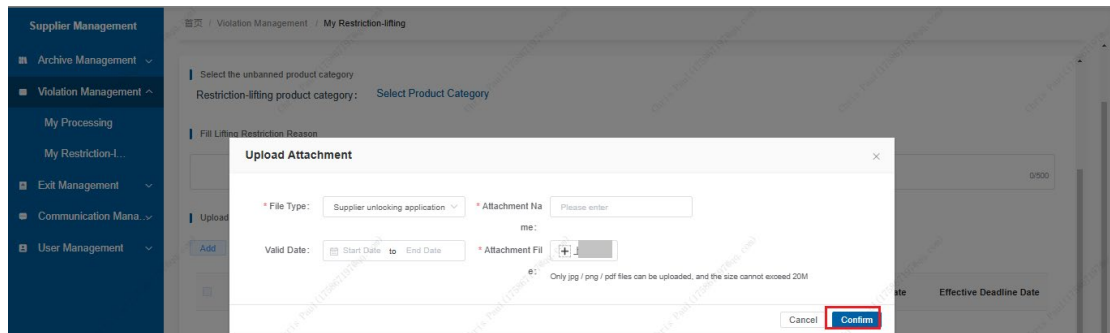 Supplier Management
首页 / Violation Management / My Restriction-lifting
Archive Management
Select the unbanned product category
Violation Management
Restriction-lifting product category: Select Product Category
My Processing
Fill Lifting Restriction Reason
My Restriction-l...
Upload Attachment
0/500
Exit Management
* File Type: Supplier unlocking application
* Attachment Na
me:
Please enter
Communication Mana...
Upload
User Management
Add
Valid Date: Start Date to End Date
* Attachment Fil
e:
Only jpg / png / pdf files can be uploaded, and the size cannot exceed 20M
Effective Deadline Date
Cancel Confirm